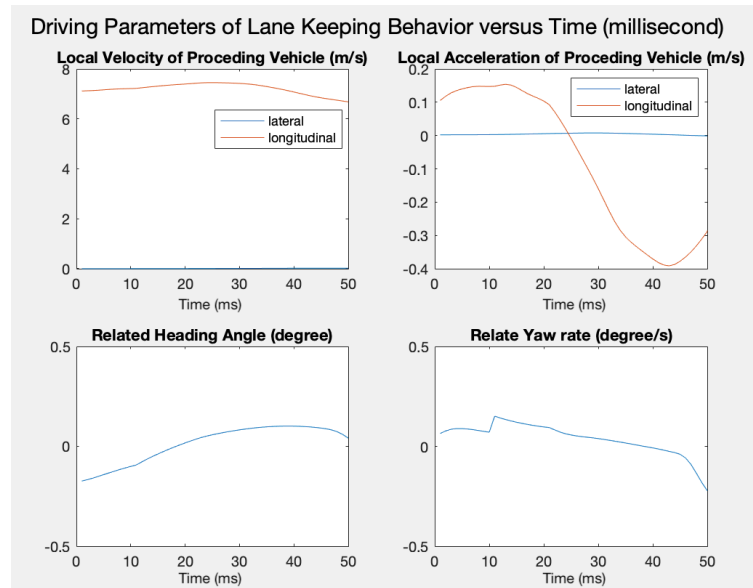 Driving Parameters of Lane Keeping Behavior versus Time (millisecond)
Local Velocity of Proceding Vehicle (m/s)
8
6
4
2
0
0 10 20 30 40 50
Time (ms)
lateral
longitudinal
Local Acceleration of Proceding Vehicle (m/s)
0.2
0.1
0
-0.1
-0.2
-0.3
-0.4
0 10 20 30 40 50
Time (ms)
lateral
longitudinal
Related Heading Angle (degree)
0.5
0
-0.5
0 10 20 30 40 50
Time (ms)
Relate Yaw rate (degree/s)
0.5
0
-0.5
0 10 20 30 40 50
Time (ms)